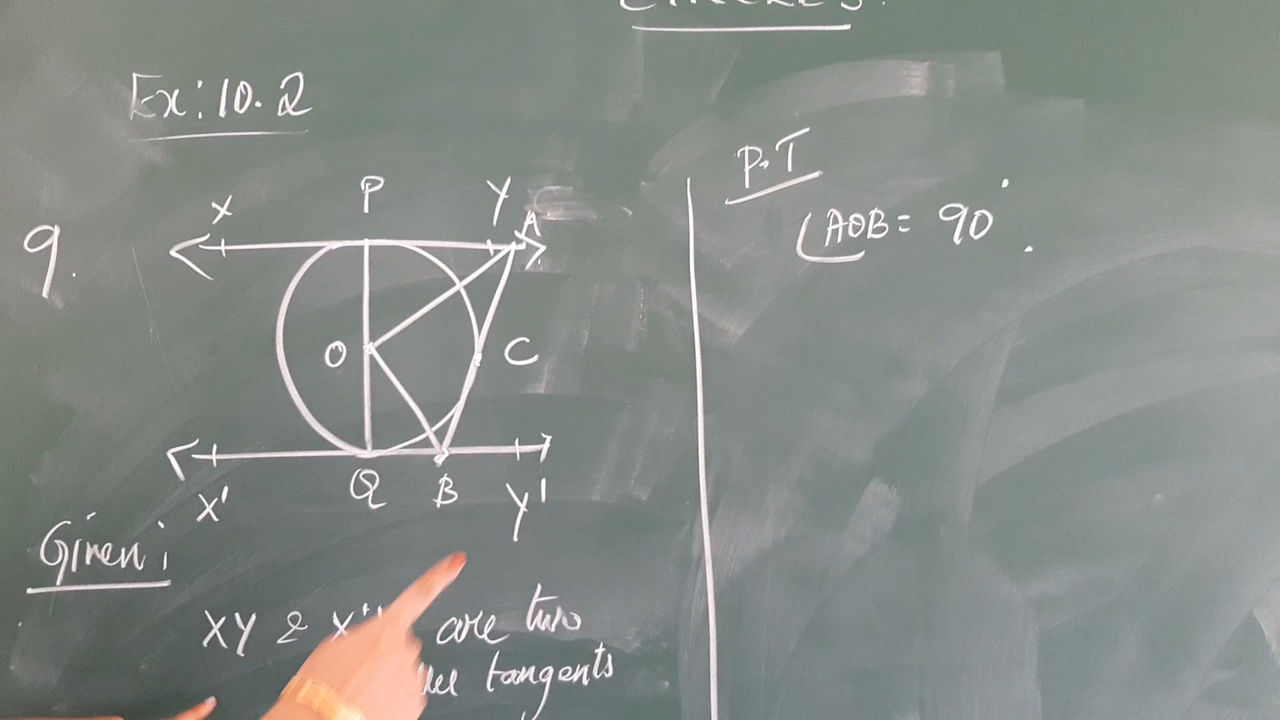 Ex: 10.2
9.
X P Y A
O C
X' Q B Y'
Given:
XY & are two
tangents
P.T
∠AOB = 90°.